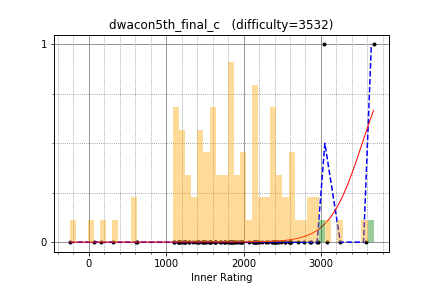 dwacon5th_final_c (difficulty=3532)
1
0
0 1000 2000 3000
Inner Rating